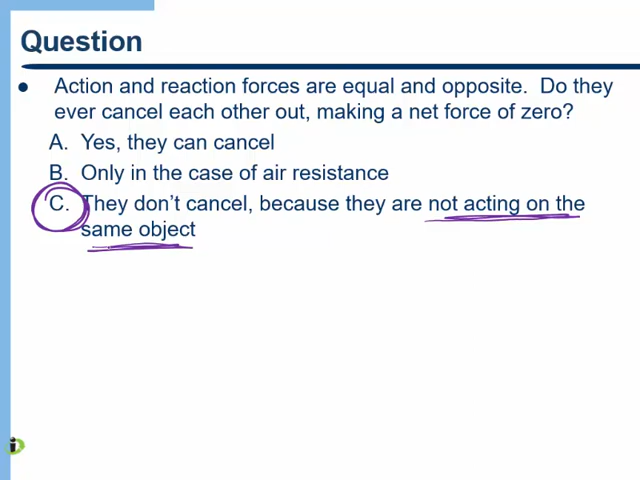 Question
Action and reaction forces are equal and opposite. Do they
ever cancel each other out, making a net force of zero?
A. Yes, they can cancel
B. Only in the case of air resistance
C. They don't cancel, because they are not acting on the
same object